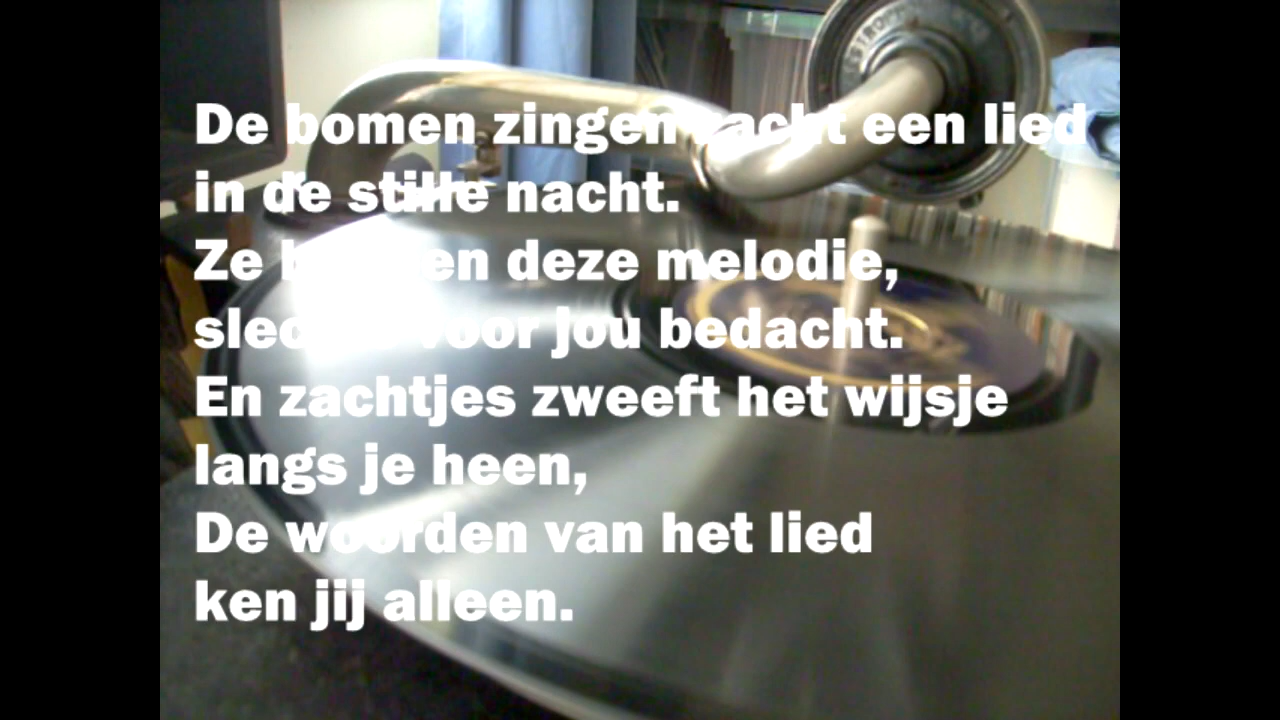 De bomen zingen zacht een lied
in de stille nacht.
Ze deze melodie,
voor jou bedacht.
En zachtjes zweeft het wijsje
langs je heen,
De woorden van het lied
ken jij alleen.